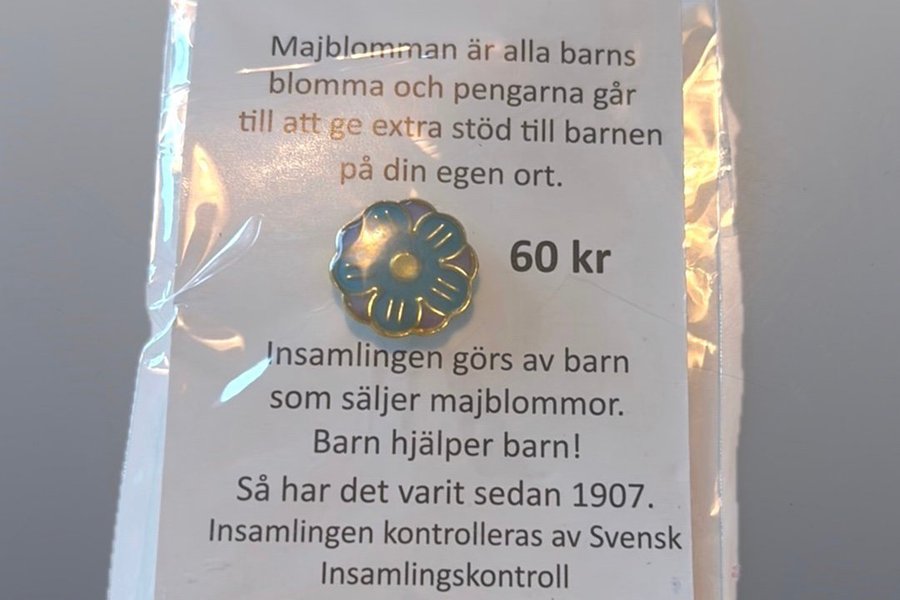 Majblomman är alla barns
blomma och pengarna går
till att ge extra stöd till barnen
på din egen ort.
60 kr
Insamlingen görs av barn
som säljer majblommor.
Barn hjälper barn!
Så har det varit sedan 1907.
Insamlingen kontrolleras av Svensk
Insamlingskontroll